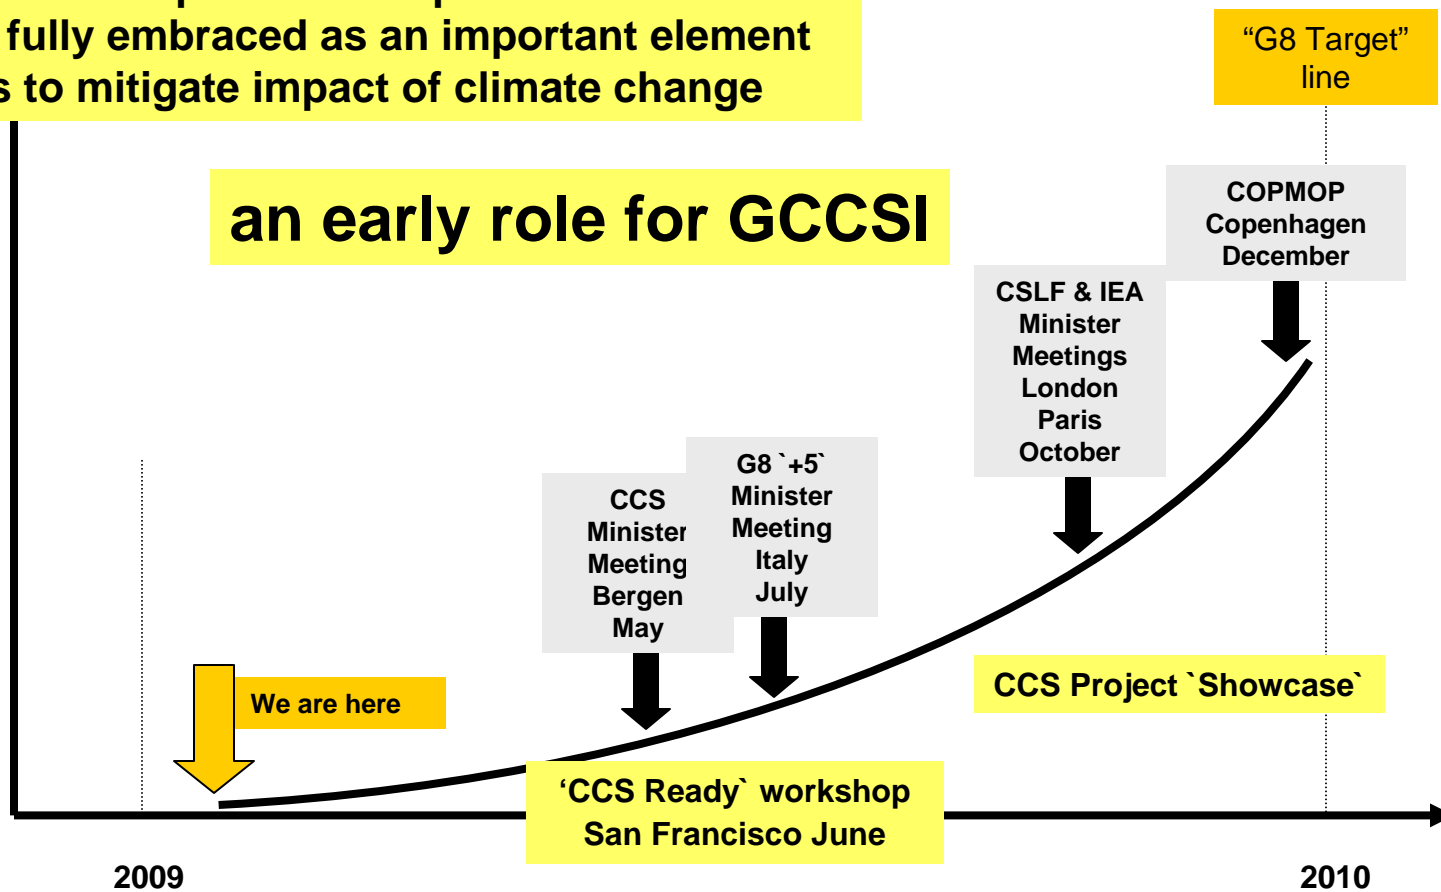 fully embraced as an important element
s to mitigate impact of climate change
“G8 Target”
line
an early role for GCCSI
COPMOP
Copenhagen
December
CSLF & IEA
Minister
Meetings
London
Paris
October
G8 `+5`
Minister
Meeting
Italy
July
CCS
Minister
Meeting
Bergen
May
We are here
CCS Project `Showcase`
‘CCS Ready` workshop
San Francisco June
2009
2010